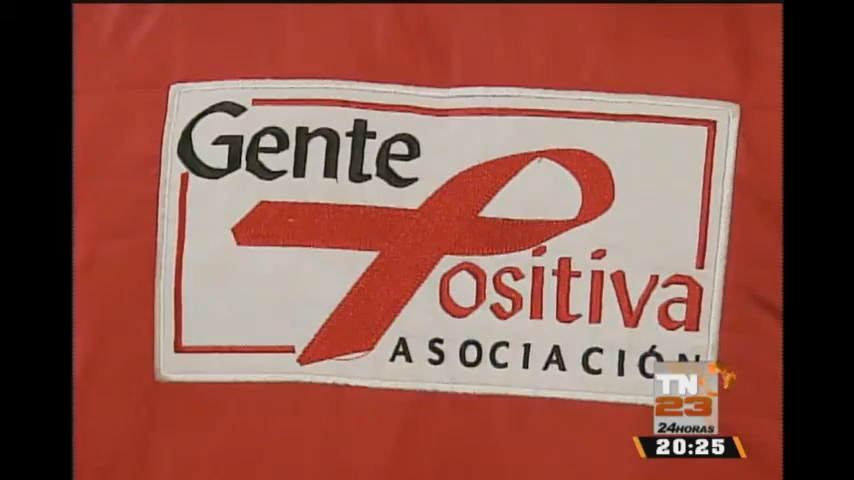 Gente
Positiva
ASOCIACIÓN
TN
23
24HORAS
20:25